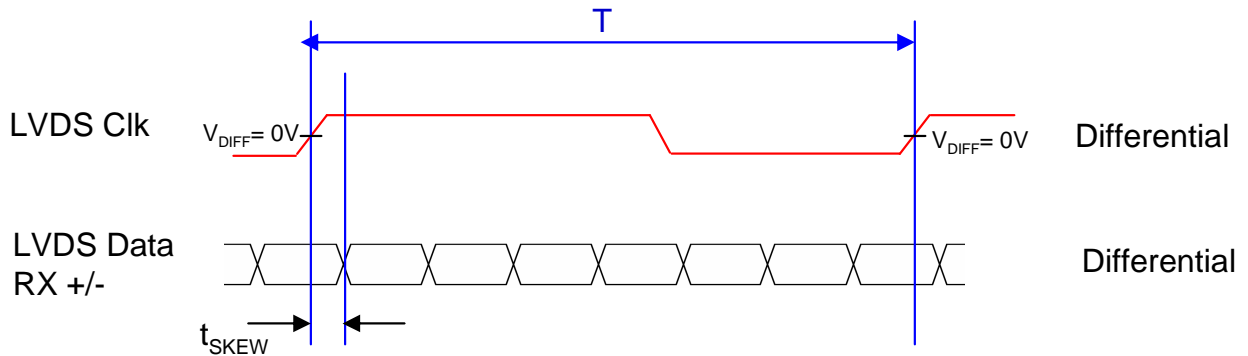 T
LVDS Clk
VDIFF= 0V
VDIFF= 0V
Differential
LVDS Data
RX +/-
Differential
tSKEW